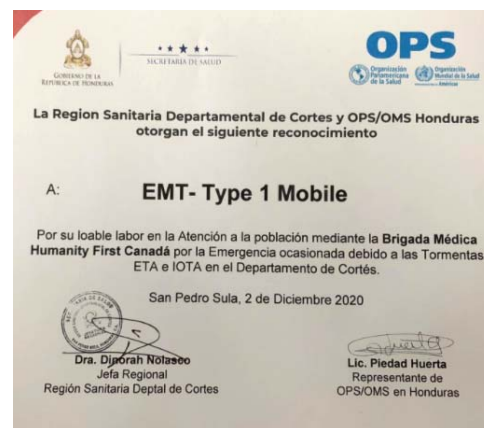 GOBIERNO DE LA
REPÚBLICA DE HONDURAS
SECRETARÍA DE SALUD
OPS
Organización
Panamericana
de la Salud
Organización
Mundial de la Salud
Américas
La Region Sanitaria Departamental de Cortes y OPS/OMS Honduras
otorgan el siguiente reconocimiento
A: EMT- Type 1 Mobile
Por su loable labor en la Atención a la población mediante la Brigada Médica
Humanity First Canadá por la Emergencia ocasionada debido a las Tormentas
ETA e IOTA en el Departamento de Cortés.
San Pedro Sula, 2 de Diciembre 2020
Dra. Dinorah Nolasco
Jefa Regional
Región Sanitaria Deptal de Cortes
Lic. Piedad Huerta
Representante de
OPS/OMS en Honduras